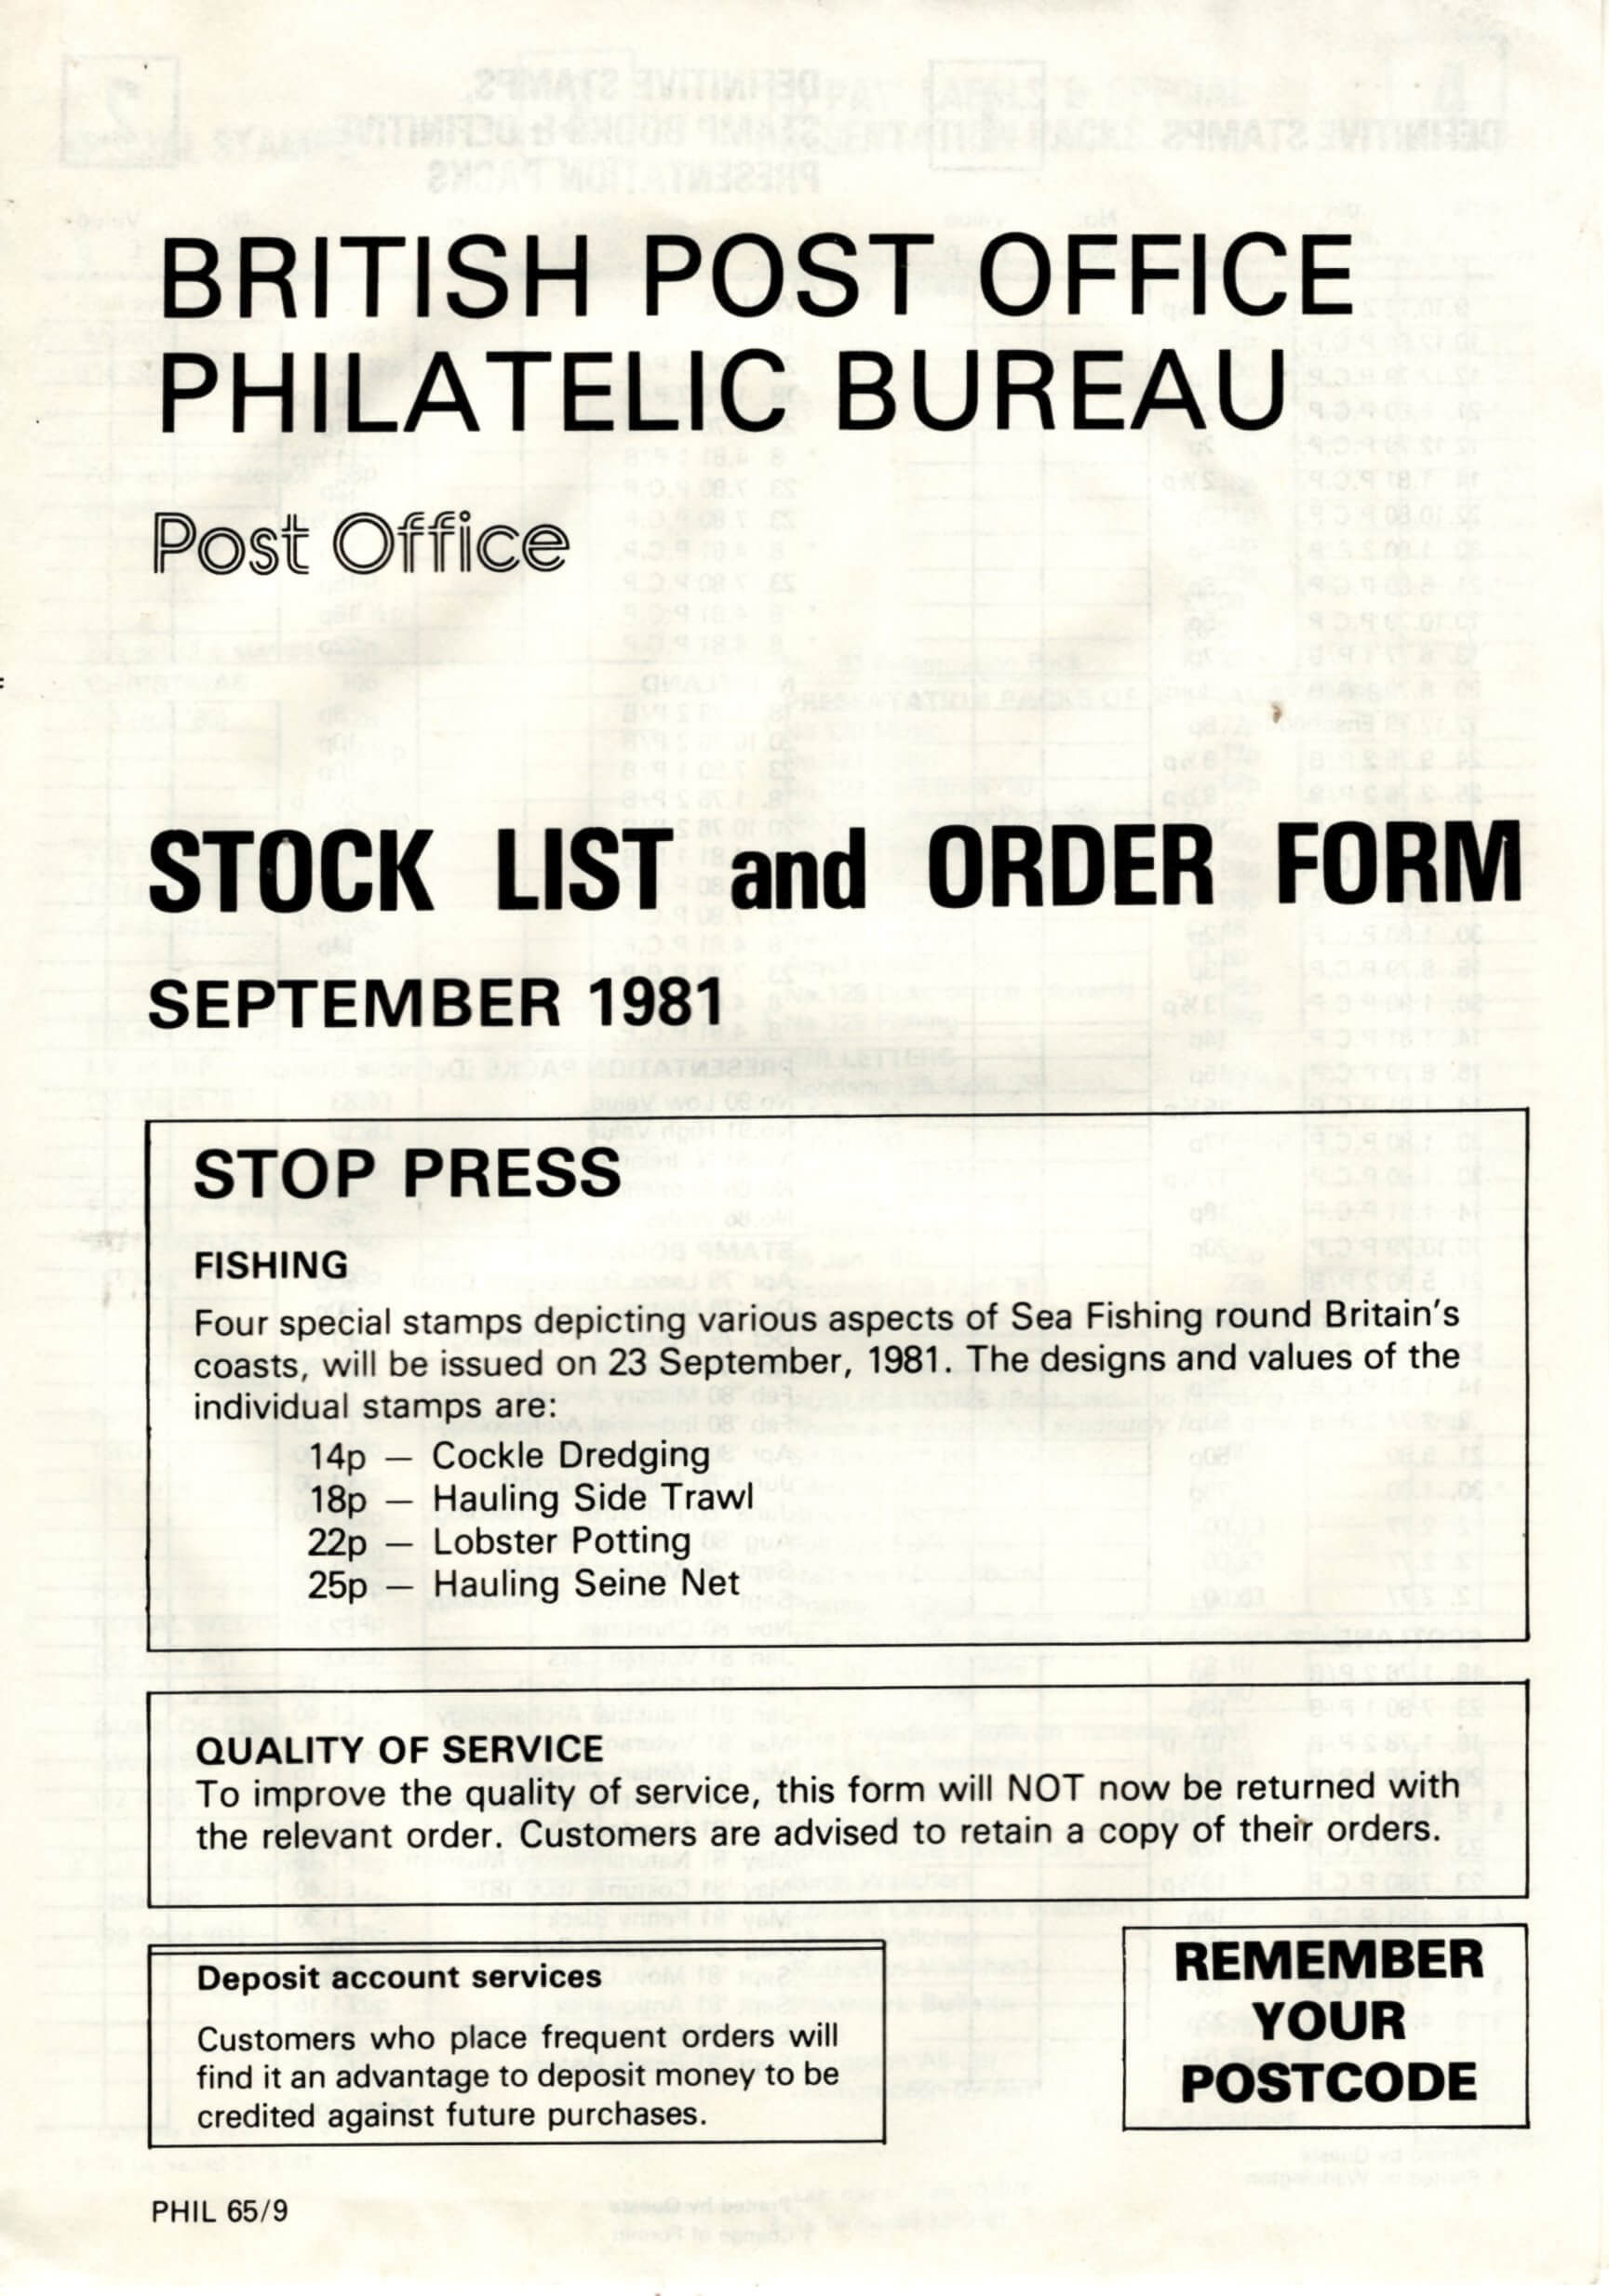 BRITISH POST OFFICE
PHILATELIC BUREAU
Post Office
STOCK LIST and ORDER FORM
SEPTEMBER 1981
STOP PRESS
FISHING
Four special stamps depicting various aspects of Sea Fishing round Britain's
coasts, will be issued on 23 September, 1981. The designs and values of the
individual stamps are:
14p — Cockle Dredging
18p — Hauling Side Trawl
22p — Lobster Potting
25p — Hauling Seine Net
QUALITY OF SERVICE
To improve the quality of service, this form will NOT now be returned with
the relevant order. Customers are advised to retain a copy of their orders.
Deposit account services
Customers who place frequent orders will
find it an advantage to deposit money to be
credited against future purchases.
REMEMBER
YOUR
POSTCODE
PHIL 65/9